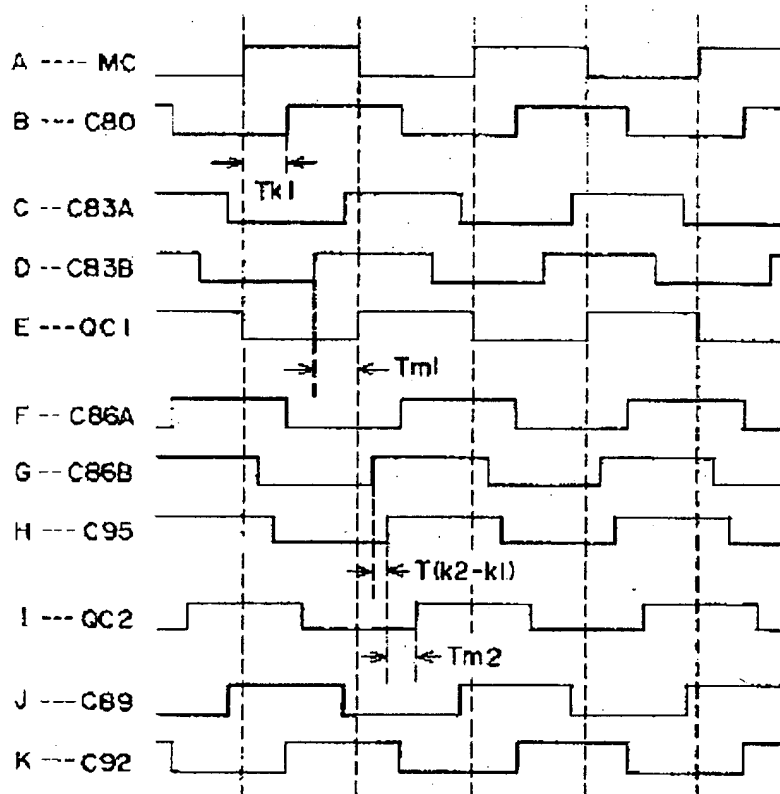 A ---- MC
B --- C80
Tk1
C -- C83A
D -- C83B
E --- QC1
Tm1
F -- C86A
G -- C86B
H --- C95
T(k2-k1)
I --- QC2
Tm2
J --- C89
K --- C92